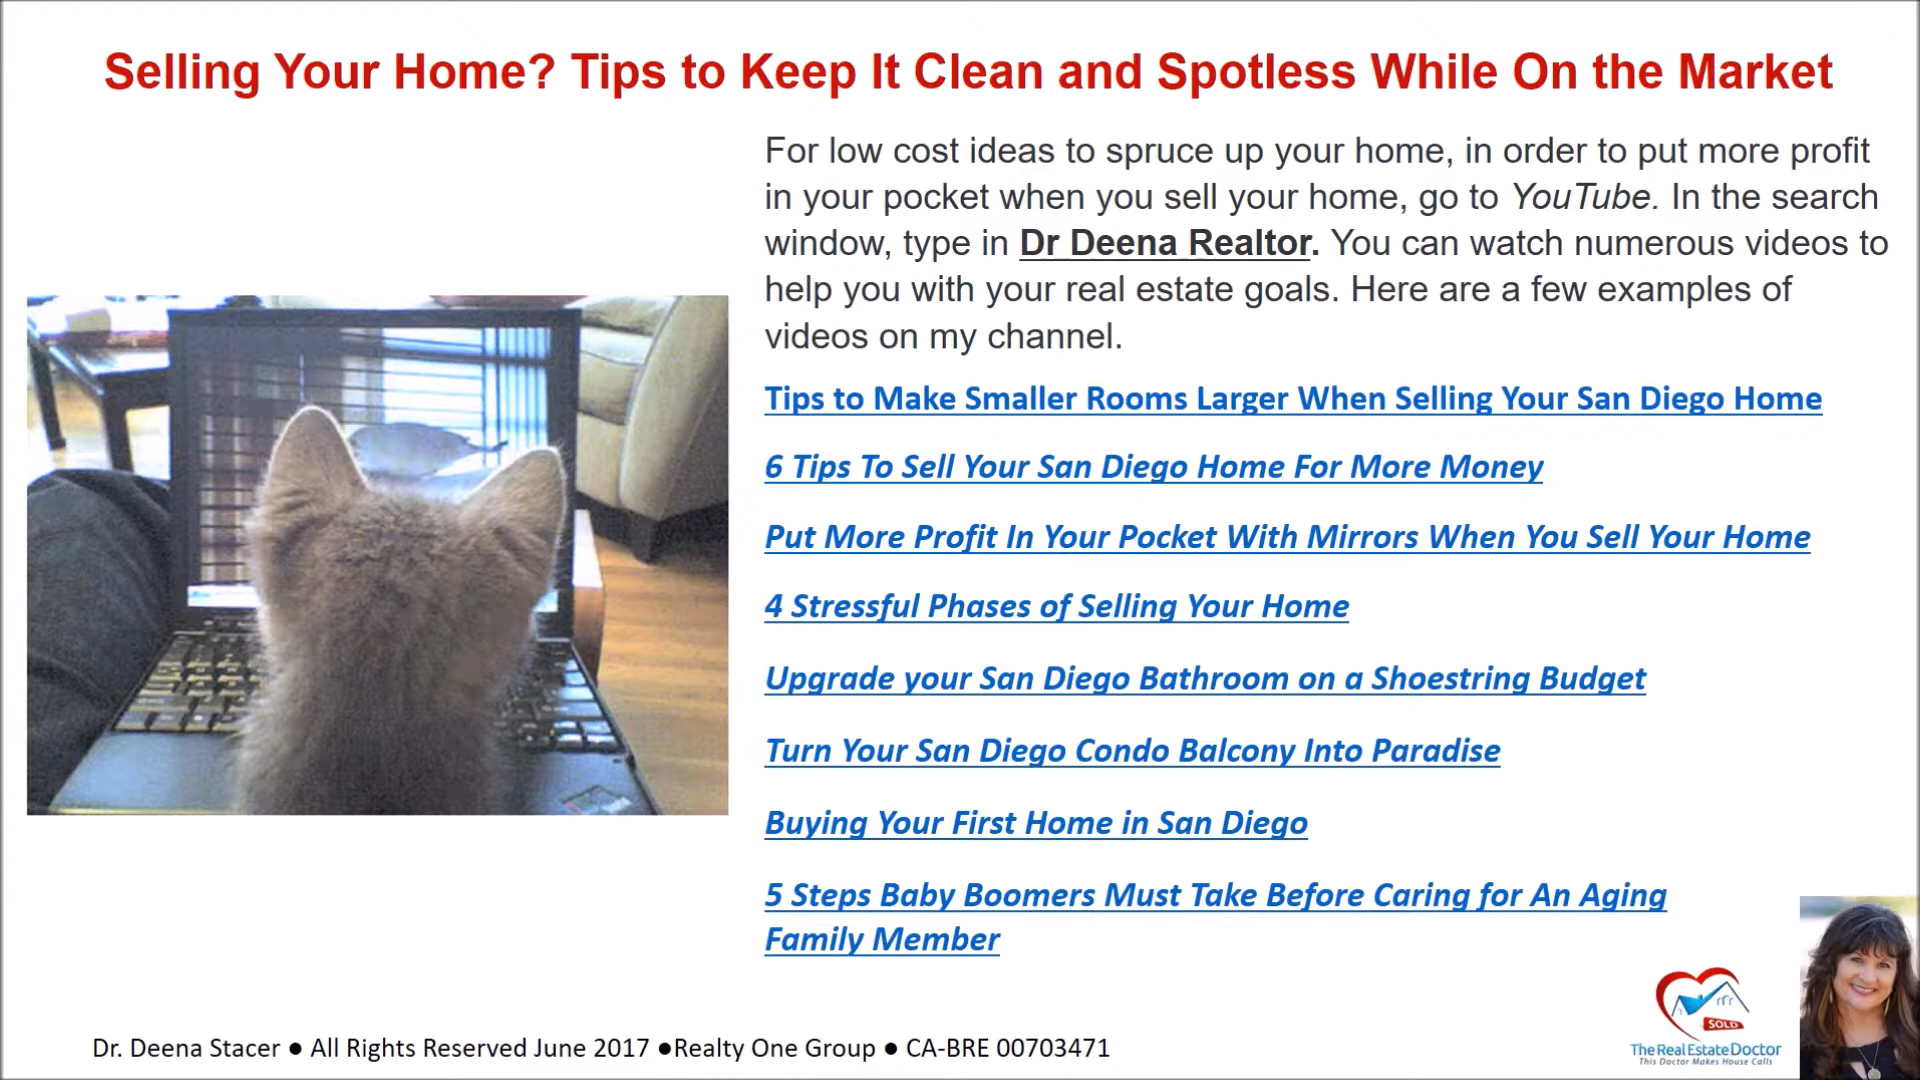 Selling Your Home? Tips to Keep It Clean and Spotless While On the Market
For low cost ideas to spruce up your home, in order to put more profit
in your pocket when you sell your home, go to YouTube. In the search
window, type in Dr Deena Realtor. You can watch numerous videos to
help you with your real estate goals. Here are a few examples of
videos on my channel.
Tips to Make Smaller Rooms Larger When Selling Your San Diego Home
6 Tips To Sell Your San Diego Home For More Money
Put More Profit In Your Pocket With Mirrors When You Sell Your Home
4 Stressful Phases of Selling Your Home
Upgrade your San Diego Bathroom on a Shoestring Budget
Turn Your San Diego Condo Balcony Into Paradise
Buying Your First Home in San Diego
5 Steps Baby Boomers Must Take Before Caring for An Aging
Family Member
SOLD
TheRealEstateDoctor
This Doctor Makes House Calls
Dr. Deena Stacer ● All Rights Reserved June 2017 ●Realty One Group ● CA-BRE 00703471